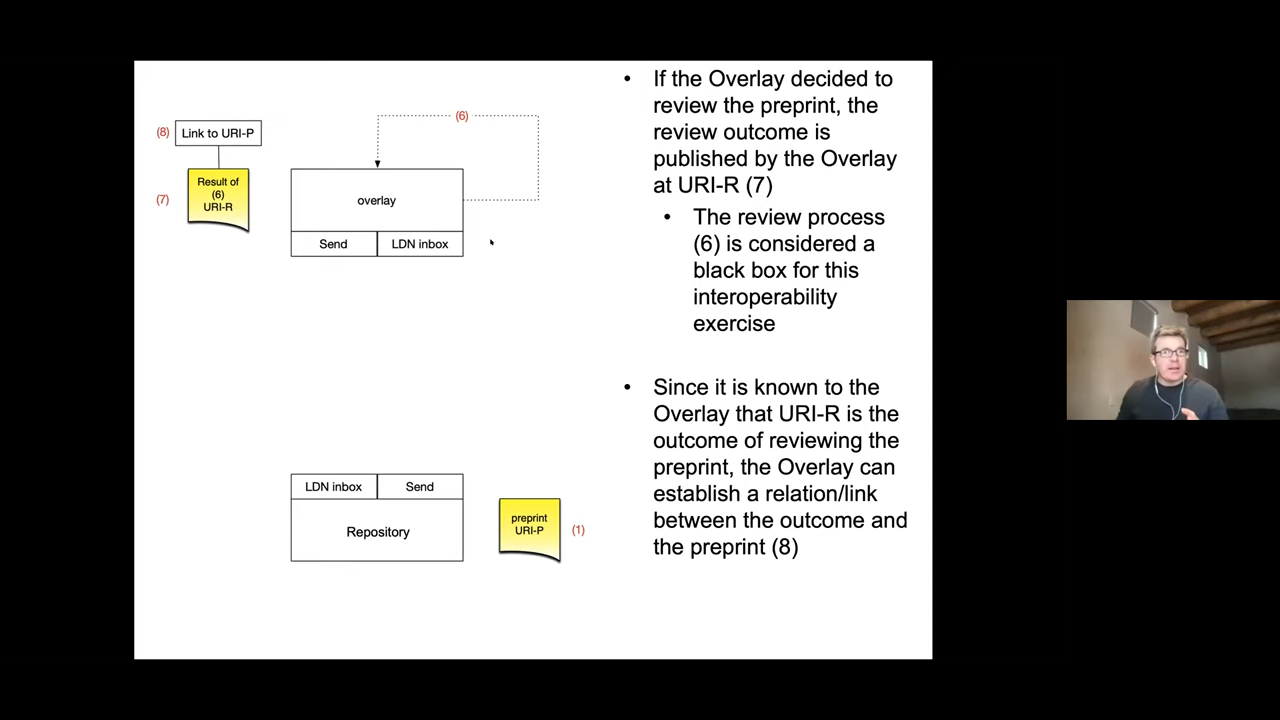 (6)
(8)
Link to URI-P
(7)
Result of
(6)
URI-R
overlay
Send
LDN inbox
LDN inbox
Send
Repository
preprint
URI-P
(1)
• If the Overlay decided to
review the preprint, the
review outcome is
published by the Overlay
at URI-R (7)
• The review process
(6) is considered a
black box for this
interoperability
exercise
• Since it is known to the
Overlay that URI-R is the
outcome of reviewing the
preprint, the Overlay can
establish a relation/link
between the outcome and
the preprint (8)